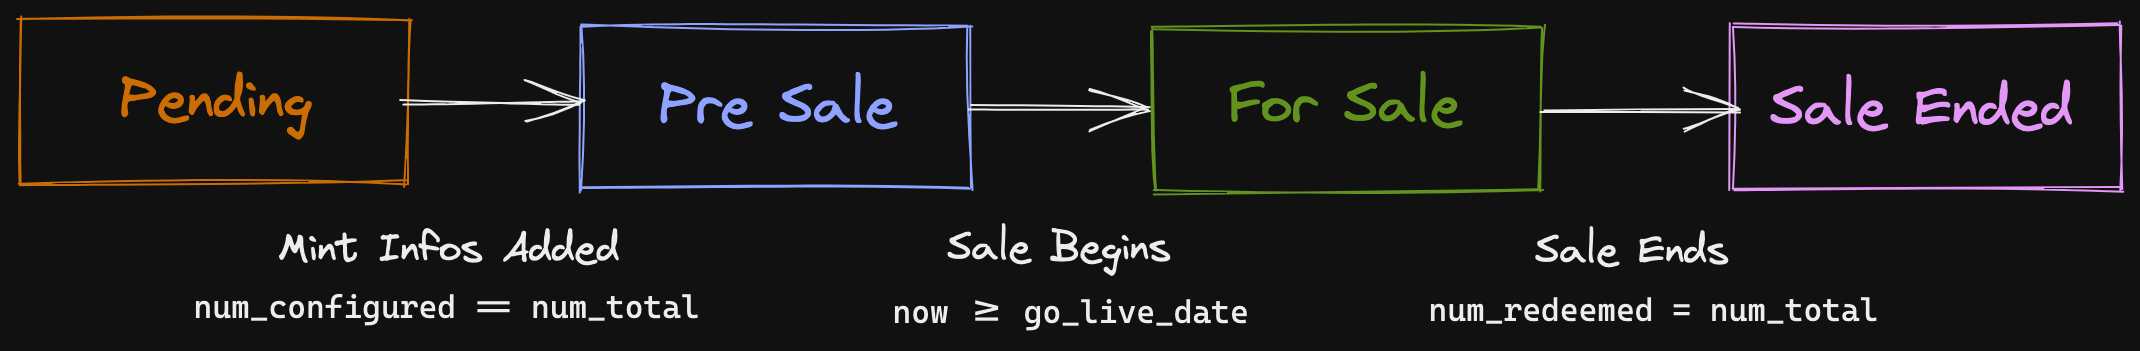 Pending
Pre Sale
For Sale
Sale Ended
Mint Infos Added
Sale Begins
Sale Ends
num_configured == num_total
now ≥ go_live_date
num_redeemed = num_total